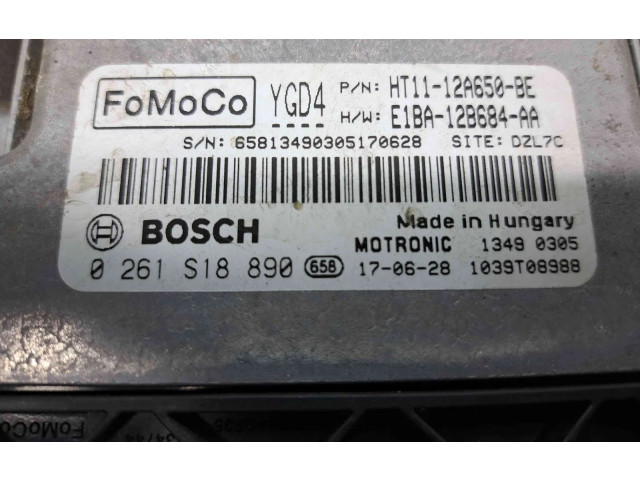 FoMoCo YGD4 P/N: HT11-12A650-BE
H/W: E1BA-12B684-AA
S/N: 65813490305170628 SITE: DZL7C
BOSCH Made in Hungary
MOTRONIC 1349 0305
0 261 S18 890 658 17-06-28 1039T08988
FoMoCo